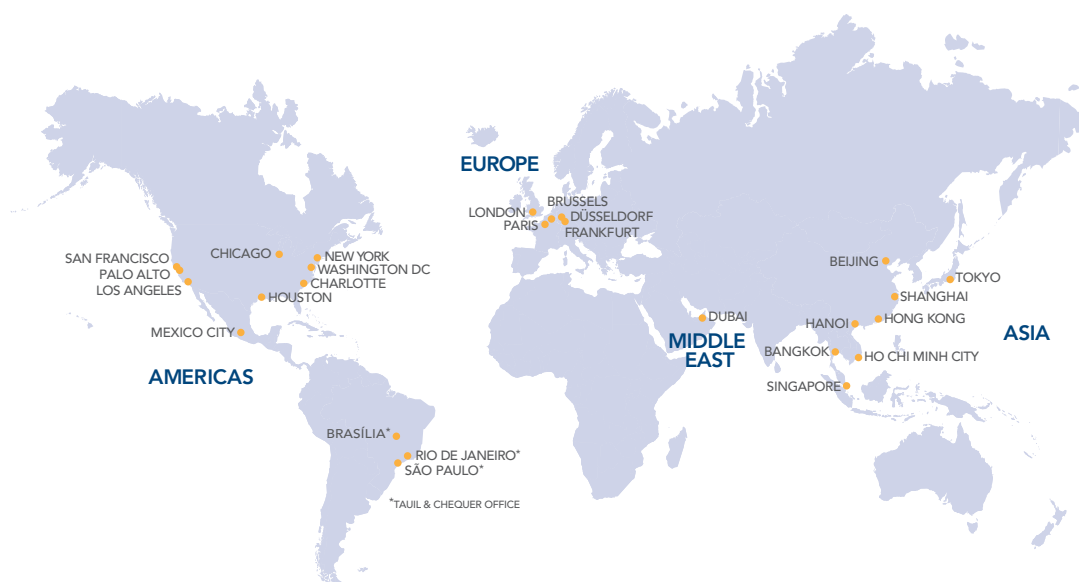 EUROPE
BRUSSELS
LONDON
DÜSSELDORF
PARIS
FRANKFURT
CHICAGO
NEW YORK
SAN FRANCISCO
WASHINGTON DC
PALO ALTO
CHARLOTTE
LOS ANGELES
HOUSTON
MEXICO CITY
AMERICAS
BRASÍLIA*
RIO DE JANEIRO*
SÃO PAULO*
*TAUIL & CHEQUER OFFICE
DUBAI
MIDDLE
EAST
BEIJING
TOKYO
SHANGHAI
HANOI
HONG KONG
ASIA
BANGKOK
HO CHI MINH CITY
SINGAPORE